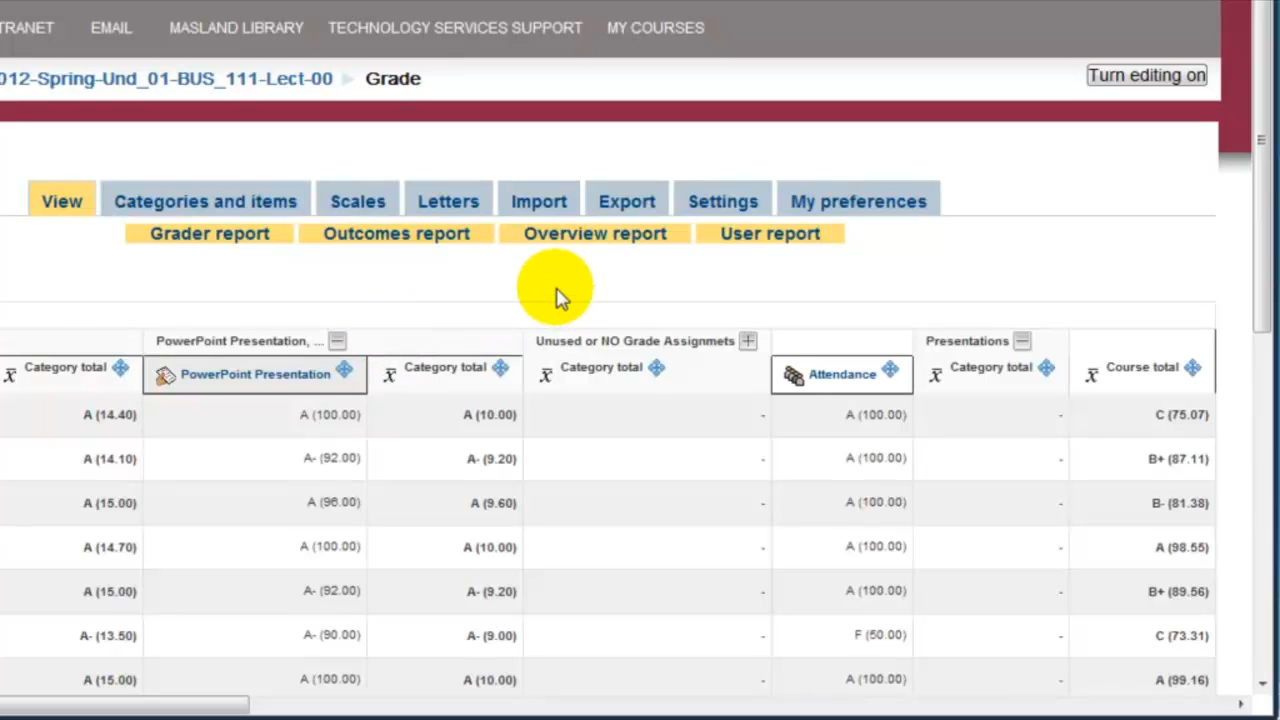 TRANET EMAIL MASLAND LIBRARY TECHNOLOGY SERVICES SUPPORT MY COURSES
012-Spring-Und_01-BUS_111-Lect-00 Grade Turn editing on
View Categories and items Scales Letters Import Export Settings My preferences
Grader report Outcomes report Overview report User report
PowerPoint Presentation, ... Unused or NO Grade Assignmets Presentations
Category total PowerPoint Presentation Category total Category total Attendance Category total Course total
A (14.40) A (100.00) A (10.00) - A (100.00) - C (75.07)
A (14.10) A- (92.00) A- (9.20) - A (100.00) - B+ (87.11)
A (15.00) A (96.00) A (9.60) - A (100.00) - B- (81.38)
A (14.70) A (100.00) A (10.00) - A (100.00) - A (98.55)
A (15.00) A- (92.00) A- (9.20) - A (100.00) - B+ (89.56)
A- (13.50) A- (90.00) A- (9.00) - F (50.00) - C (73.31)
A (15.00) A (100.00) A (10.00) - A (100.00) - A (99.16)